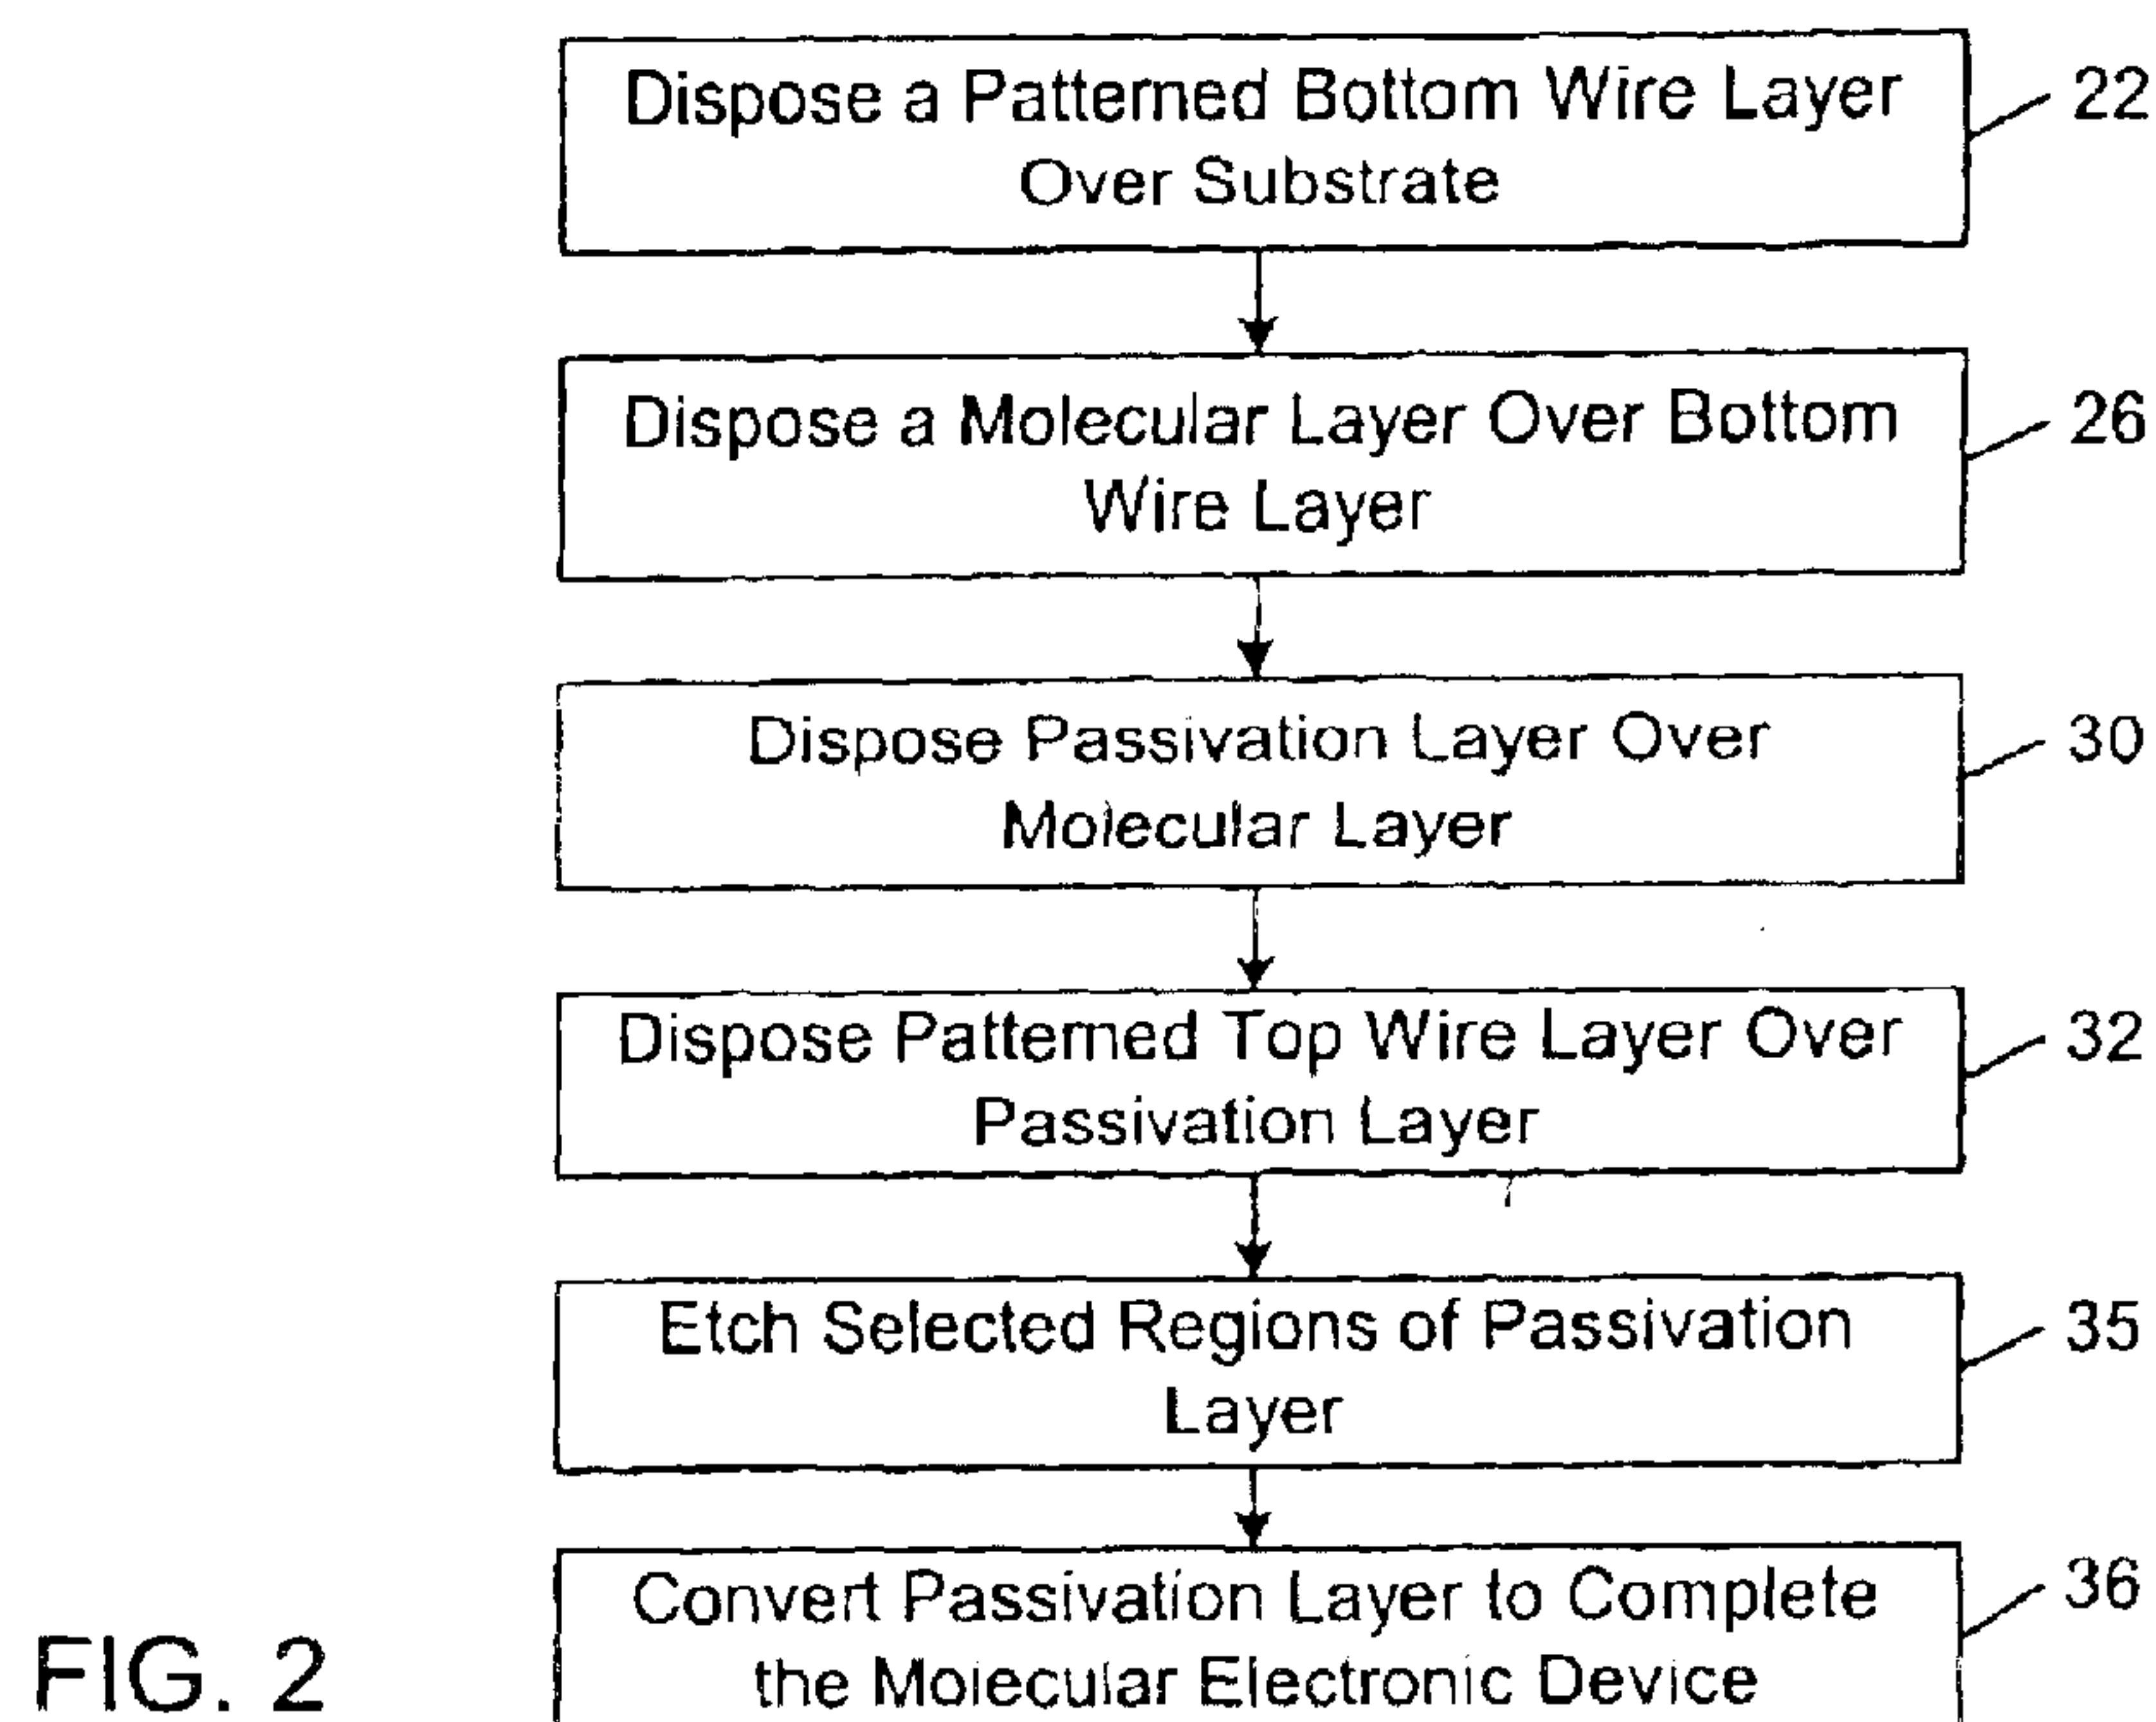 Dispose a Patterned Bottom Wire Layer
Over Substrate
22
Dispose a Molecular Layer Over Bottom
Wire Layer
26
Dispose Passivation Layer Over
Molecular Layer
30
Dispose Patterned Top Wire Layer Over
Passivation Layer
32
Etch Selected Regions of Passivation
Layer
35
Convert Passivation Layer to Complete
the Molecular Electronic Device
36
FIG. 2